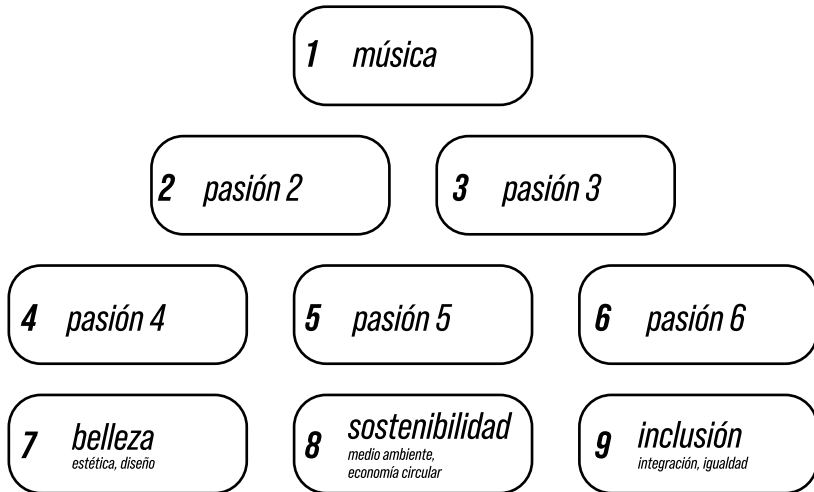 1 música
2 pasión 2
3 pasión 3
4 pasión 4
5 pasión 5
6 pasión 6
7 belleza
estética, diseño
8 sostenibilidad
medio ambiente,
economía circular
9 inclusión
integración, igualdad